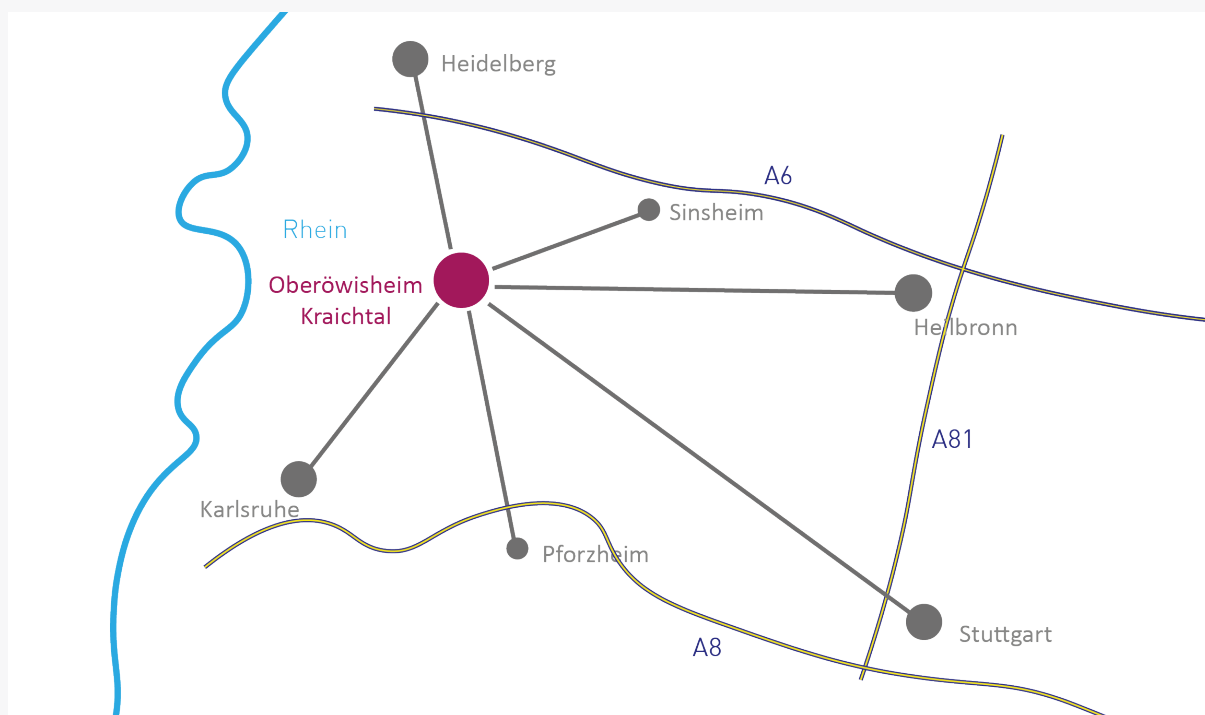 Heidelberg
A6
Sinsheim
Rhein
Oberöwisheim
Kraichtal
Heilbronn
A81
Karlsruhe
Pforzheim
Stuttgart
A8